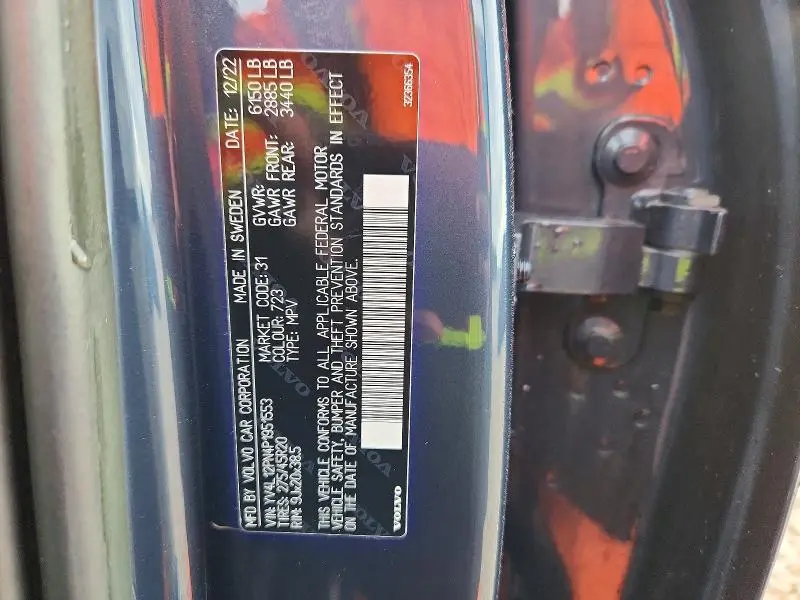 MFD BY VOLVO CAR CORPORATION MADE IN SWEDEN DATE: 12/22
VIN: YV4L12PN4P1951553 MARKET CODE: 31 GVWR: 6150 LB
TIRES: 275/45R20 COLOUR: 723 GAWR FRONT: 2885 LB
RIM: 9Jx20x38.5 TYPE: MPV GAWR REAR: 3440 LB
THIS VEHICLE CONFORMS TO ALL APPLICABLE FEDERAL MOTOR
VEHICLE SAFETY, BUMPER AND THEFT PREVENTION STANDARDS IN EFFECT
ON THE DATE OF MANUFACTURE SHOWN ABOVE.
VOLVO 32366354